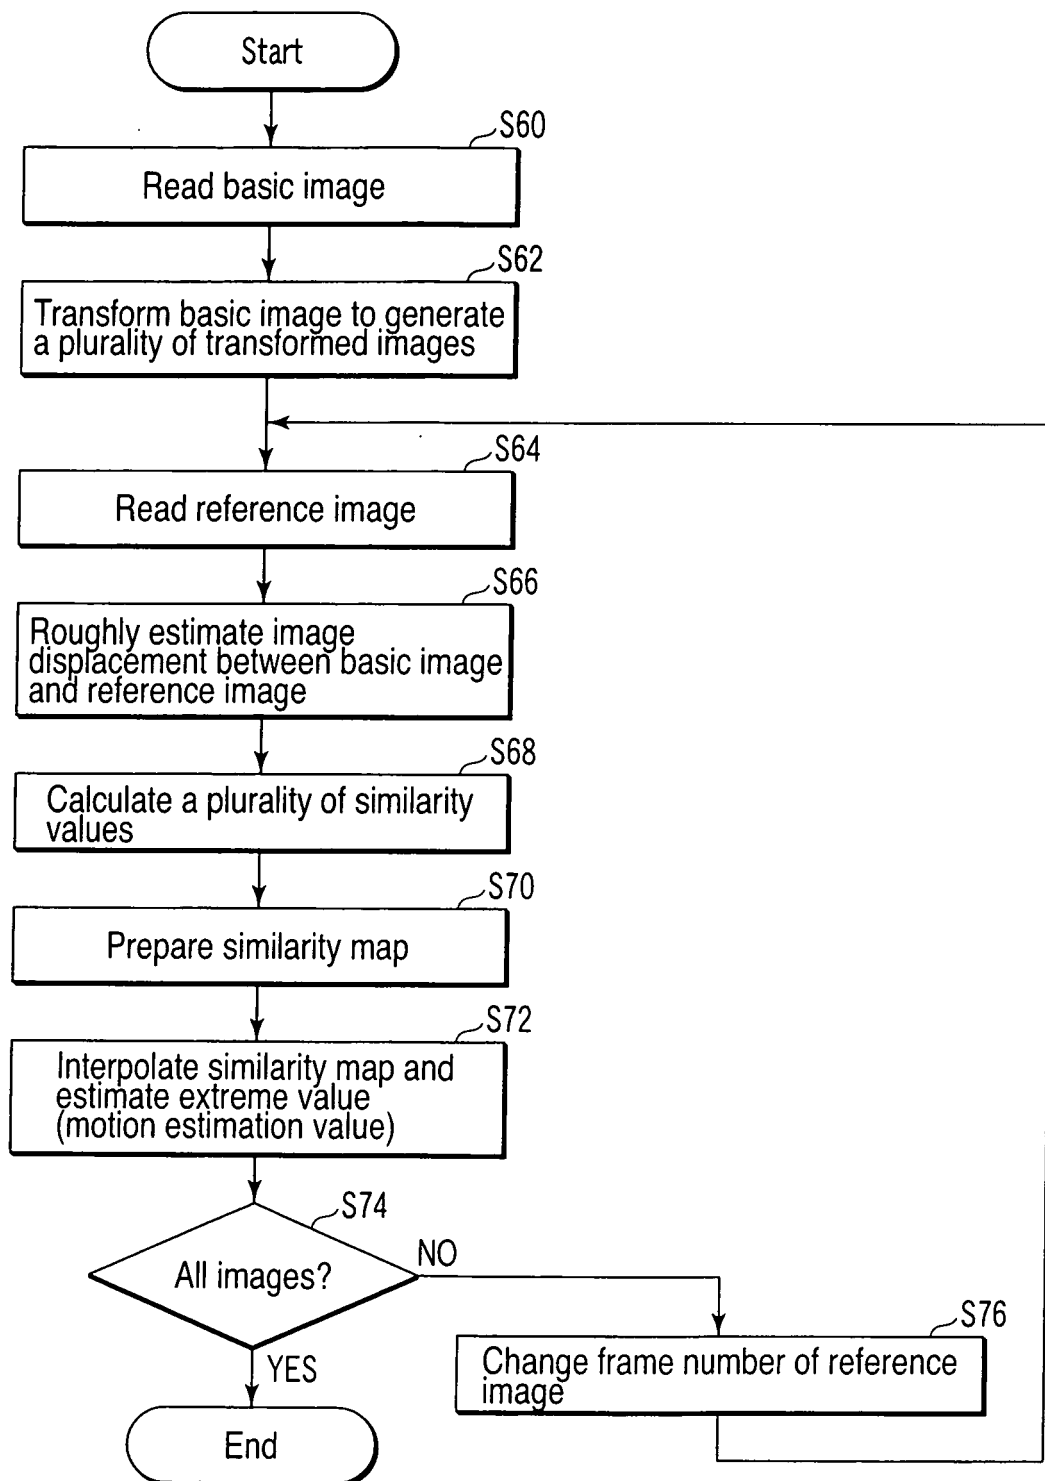 Start
S60
Read basic image
S62
Transform basic image to generate
a plurality of transformed images
S64
Read reference image
S66
Roughly estimate image
displacement between basic image
and reference image
S68
Calculate a plurality of similarity
values
S70
Prepare similarity map
S72
Interpolate similarity map and
estimate extreme value
(motion estimation value)
S74
All images?
NO
S76
Change frame number of reference
image
YES
End